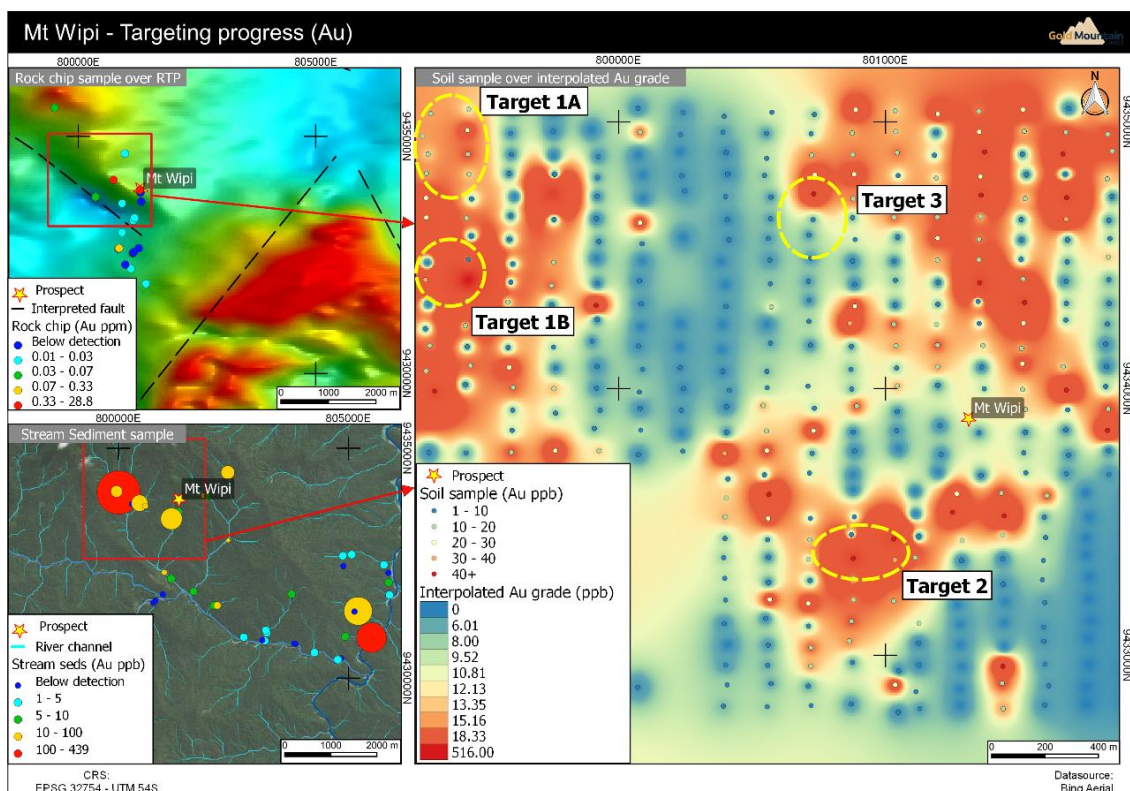 Mt Wipi - Targeting progress (Au)
Gold Mountain
800000E
805000E
800000E
801000E
Rock chip sample over RTP
9435000N
9430000N
Mt Wipi
Prospect
Interpreted fault
Rock chip (Au ppm)
Below detection
0.01 - 0.03
0.03 - 0.07
0.07 - 0.33
0.33 - 28.8
0 1000 2000 m
800000E
805000E
Stream Sediment sample
9435000N
9430000N
Mt Wipi
Prospect
River channel
Stream seds (Au ppb)
Below detection
1 - 5
5 - 10
10 - 100
100 - 439
0 1000 2000 m
Soil sample over interpolated Au grade
N
9435000N
9434000N
9433000N
Target 1A
Target 3
Target 1B
Mt Wipi
Target 2
Prospect
Soil sample (Au ppb)
1 - 10
10 - 20
20 - 30
30 - 40
40+
Interpolated Au grade (ppb)
0
6.01
8.00
9.52
10.81
12.13
13.35
15.16
18.33
516.00
0 200 400 m
CRS:
EPSG 32754 - UTM 54S
Datasource:
Bing Aerial